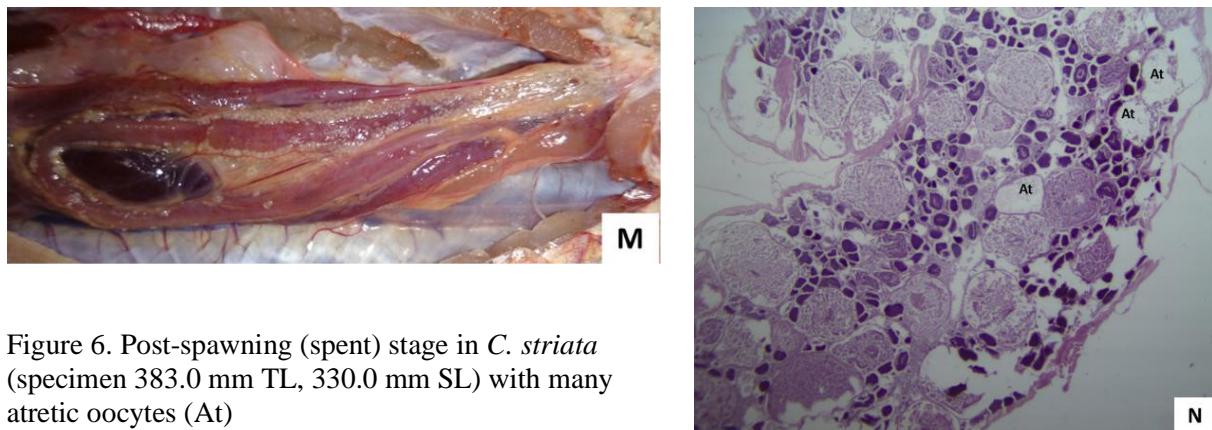 M
At
At
At
N
Figure 6. Post-spawning (spent) stage in C. striata
(specimen 383.0 mm TL, 330.0 mm SL) with many
atretic oocytes (At)